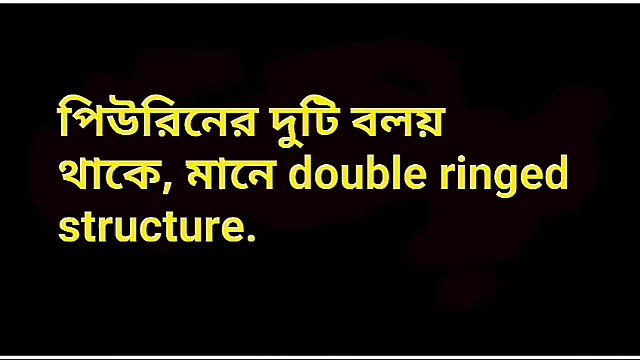 পিউরিনের দুটি বলয়
থাকে, মানে double ringed
structure.